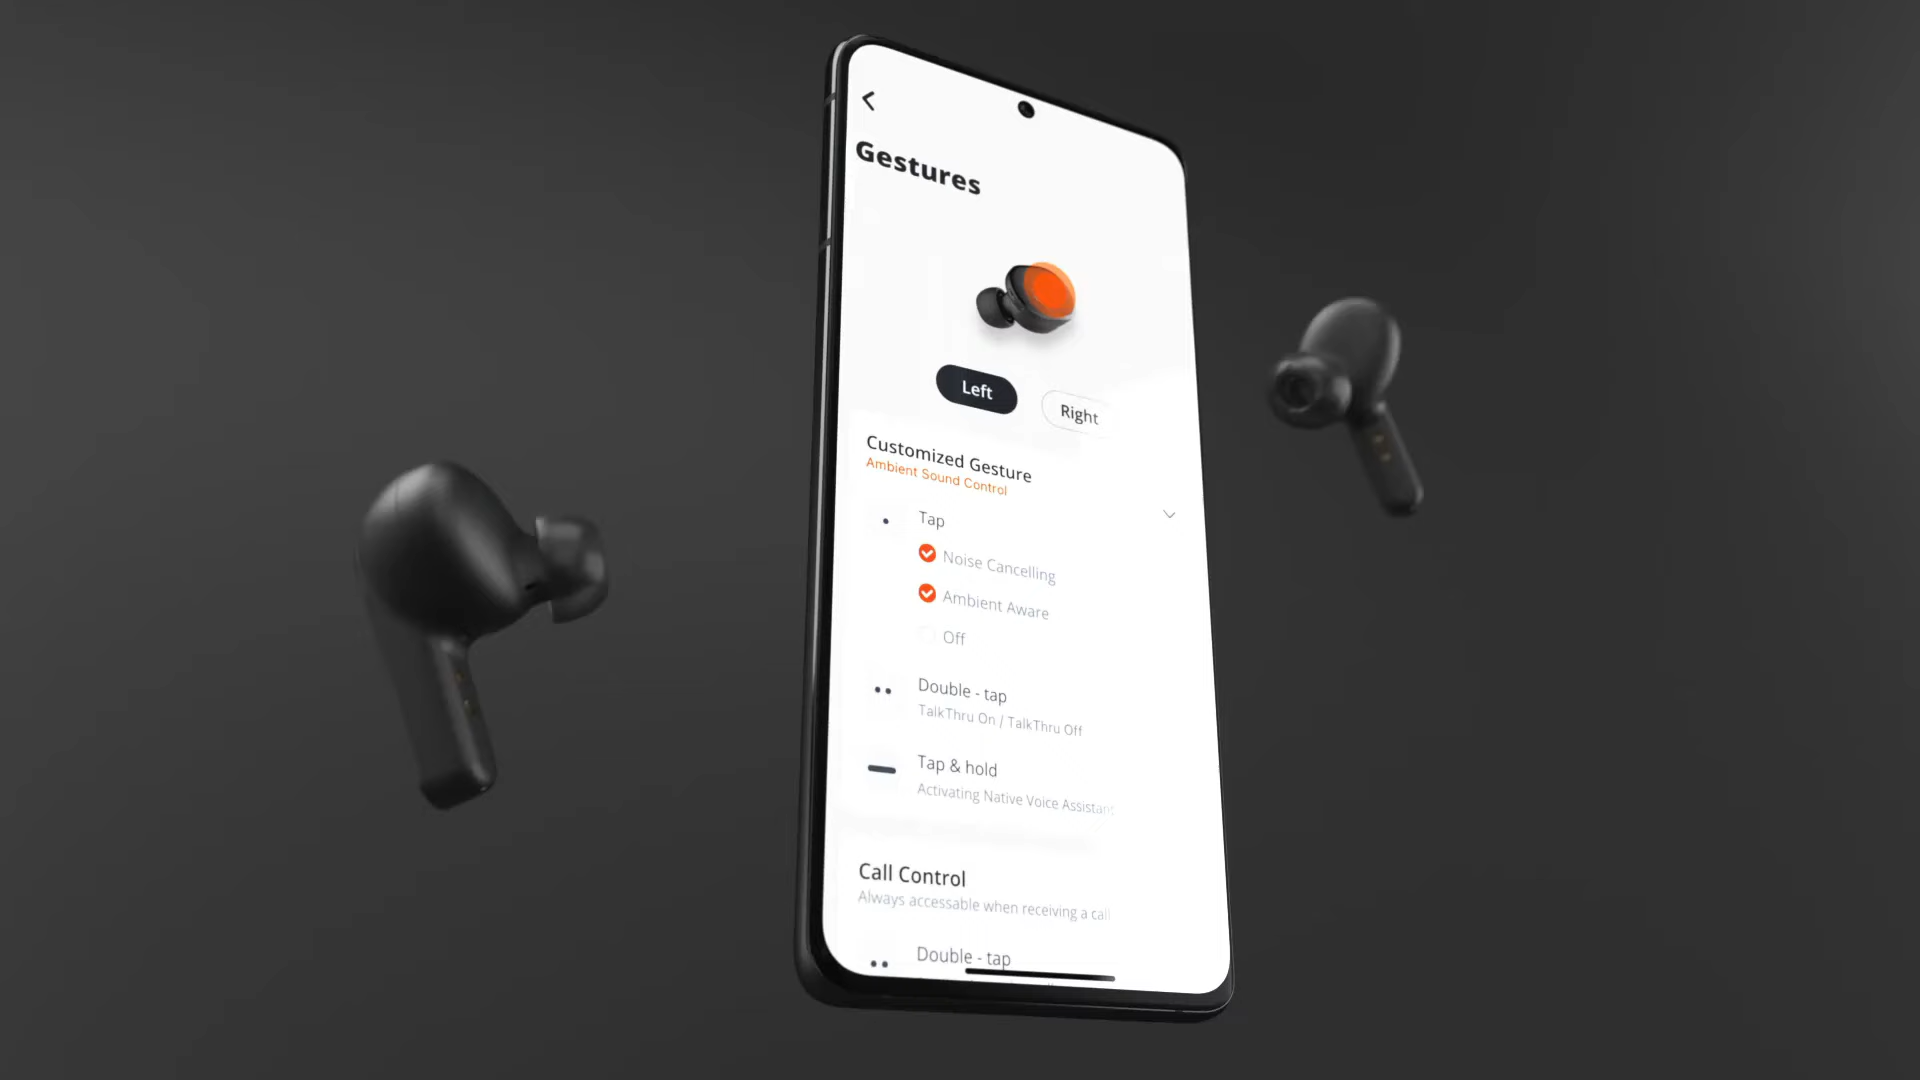 Gestures
Left
Right
Customized Gesture
Ambient Sound Control
Tap
Noise Cancelling
Ambient Aware
Off
Double - tap
TalkThru On / TalkThru Off
Tap & hold
Activating Native Voice Assistant
Call Control
Always accessable when receiving a call
Double - tap